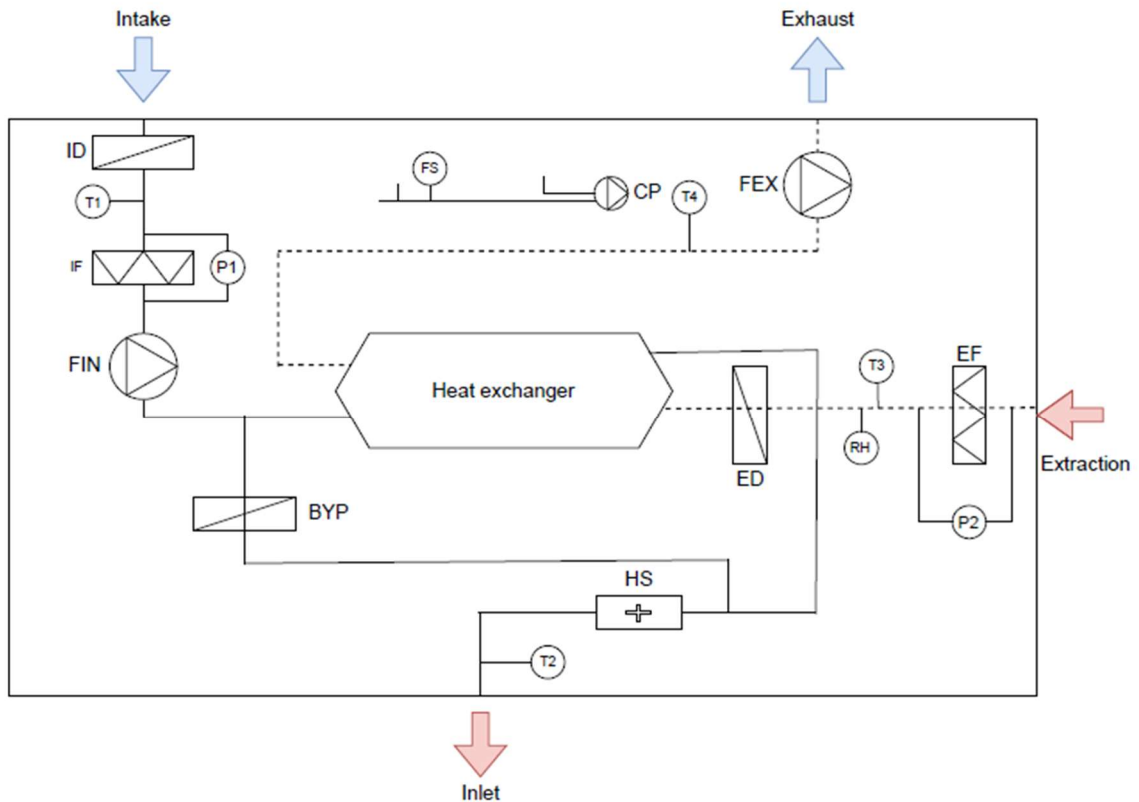 Intake
Exhaust
ID
FS
CP
T4
FEX
T1
IF
P1
FIN
Heat exchanger
T3
EF
RH
Extraction
ED
P2
BYP
HS
T2
Inlet